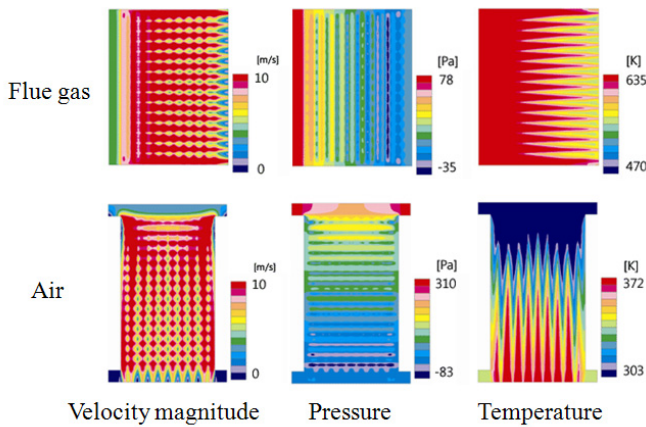 [m/s]
10
0
[Pa]
78
-35
[K]
635
470
Flue gas
[m/s]
10
0
[Pa]
310
-83
[K]
372
303
Air
Velocity magnitude
Pressure
Temperature